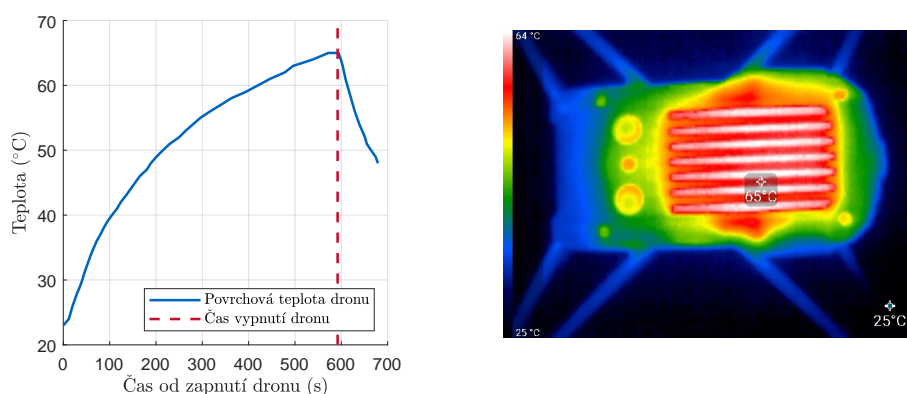 70
60
50
40
30
20
Teplota (°C)
0 100 200 300 400 500 600 700
Čas od zapnutí dronu (s)
Povrchová teplota dronu
Čas vypnutí dronu
64 °C
65°C
25°C
25 °C